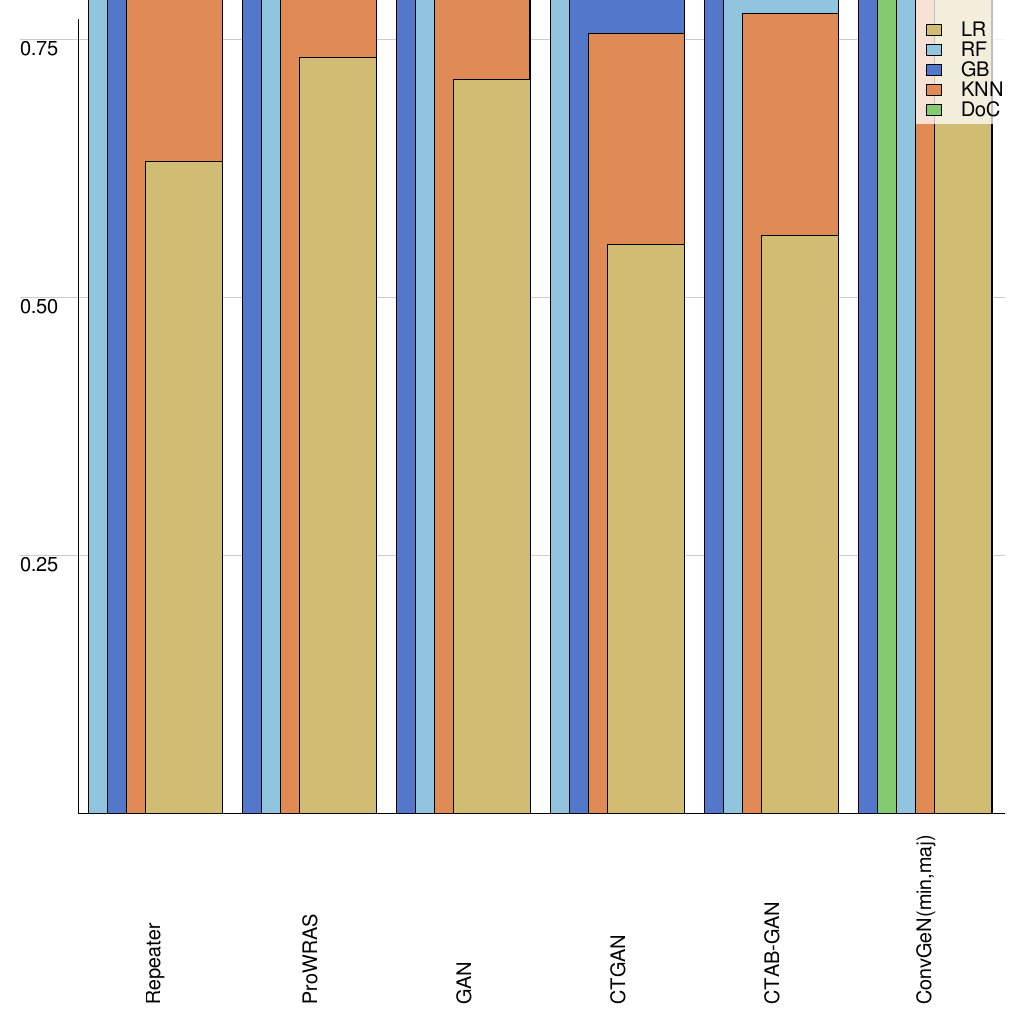 0.75
0.50
0.25
LR
RF
GB
KNN
DoC
Repeater
ProWRAS
GAN
CTGAN
CTAB-GAN
ConvGeN(min,maj)